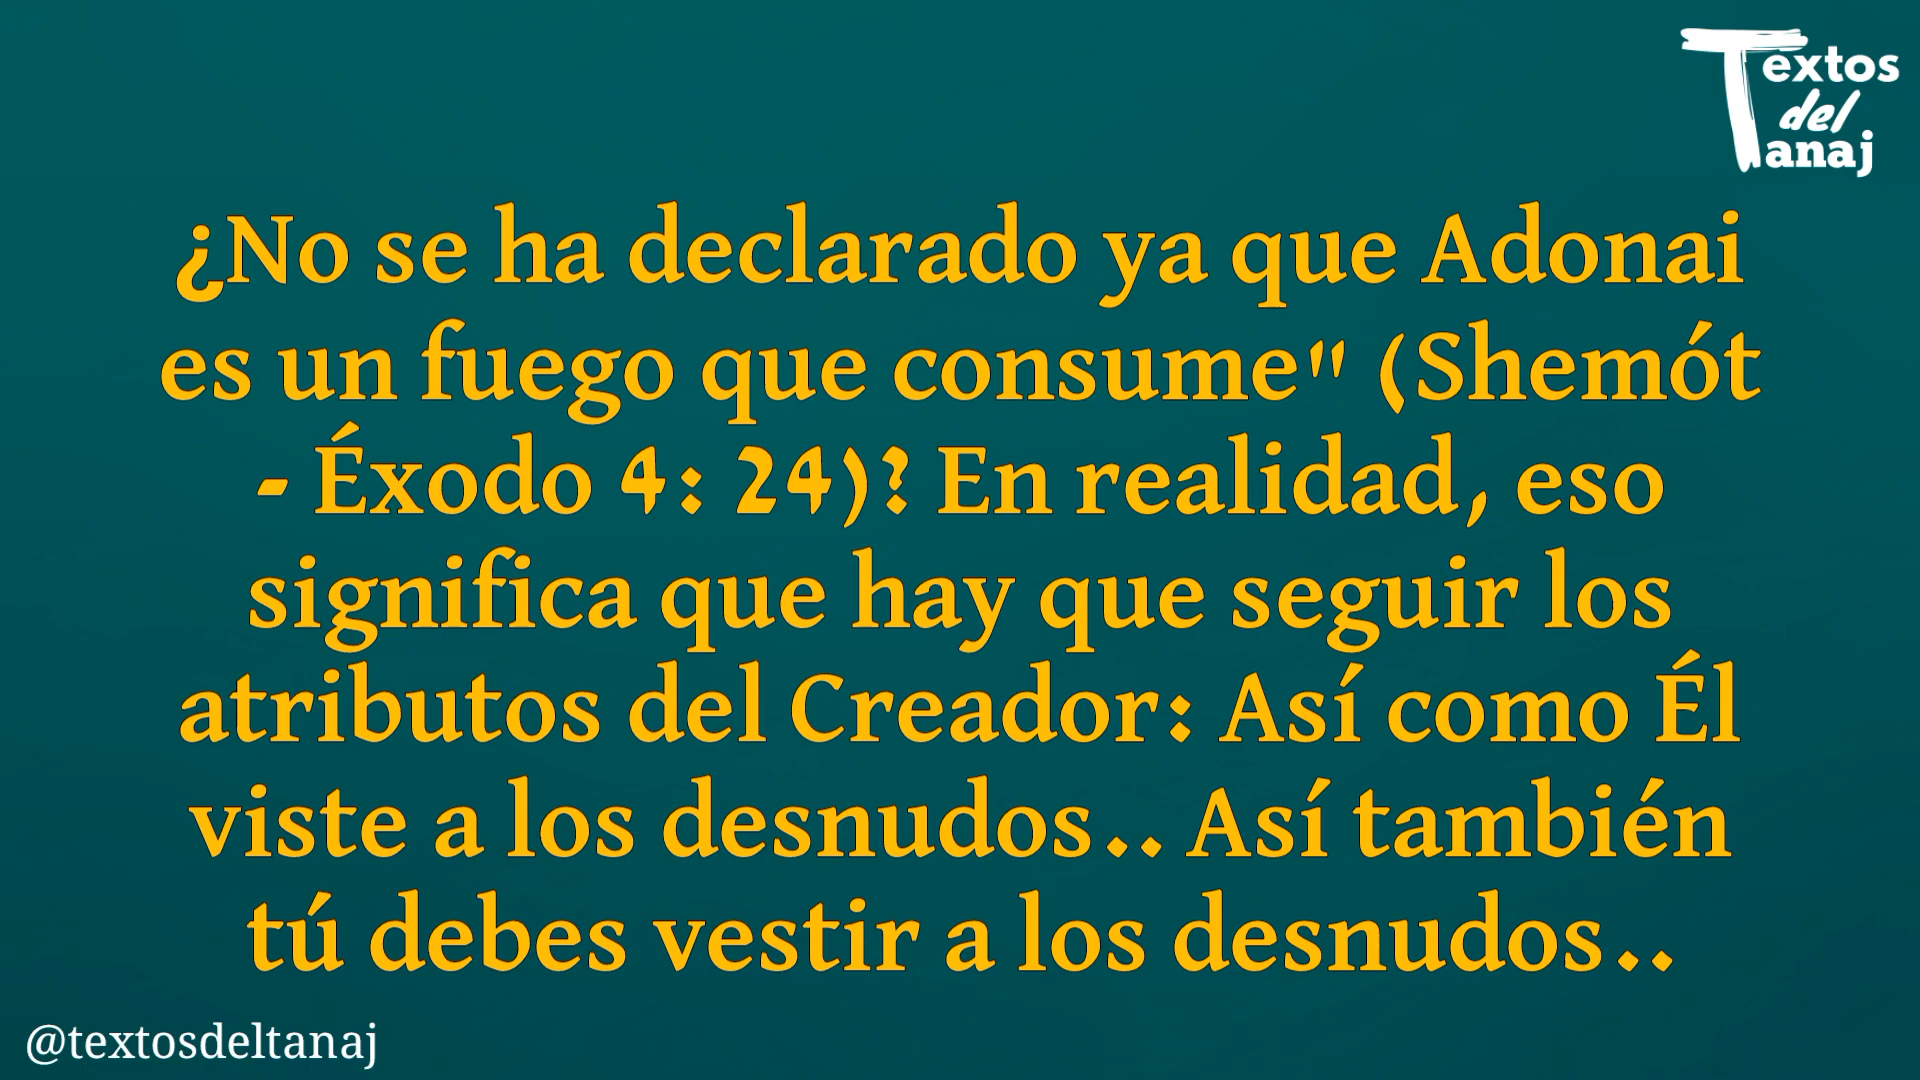 Textos
del
Tanaj
¿No se ha declarado ya que Adonai
es un fuego que consume" (Shemót
- Éxodo 4: 24)? En realidad, eso
significa que hay que seguir los
atributos del Creador: Así como Él
viste a los desnudos.. Así también
tú debes vestir a los desnudos..
@textosdeltanaj